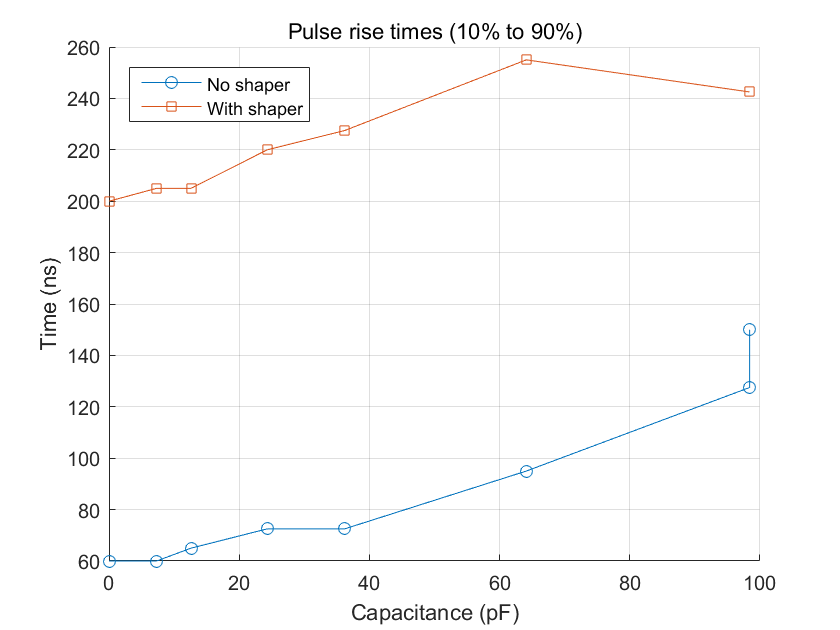 Pulse rise times (10% to 90%)
260
240
220
200
180
160
140
120
100
80
60
No shaper
With shaper
Time (ns)
0 20 40 60 80 100
Capacitance (pF)